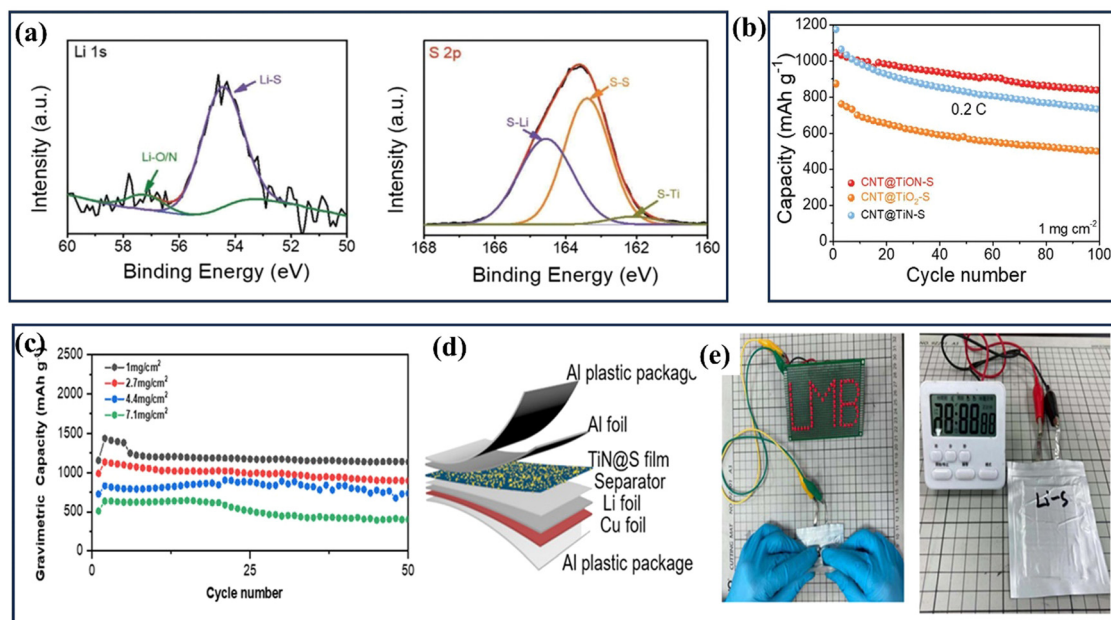 (a)
Li 1s
Li-S
Li-O/N
Intensity (a.u.)
60 58 56 54 52 50
Binding Energy (eV)
S 2p
S-S
S-Li
S-Ti
Intensity (a.u.)
168 166 164 162 160
Binding Energy (eV)
(b)
Capacity (mAh g⁻¹)
1200
1000
800
600
400
200
0
0.2 C
CNT@TiON-S
CNT@TiO₂-S
CNT@TiN-S
1 mg cm⁻²
0 20 40 60 80 100
Cycle number
(c)
Gravimetric Capacity (mAh g⁻¹)
2500
2000
1500
1000
500
0
1mg/cm²
2.7mg/cm²
4.4mg/cm²
7.1mg/cm²
0 25 50
Cycle number
(d)
Al plastic package
Al foil
TiN@S film
Separator
Li foil
Cu foil
Al plastic package
(e)
LMB
Li-S